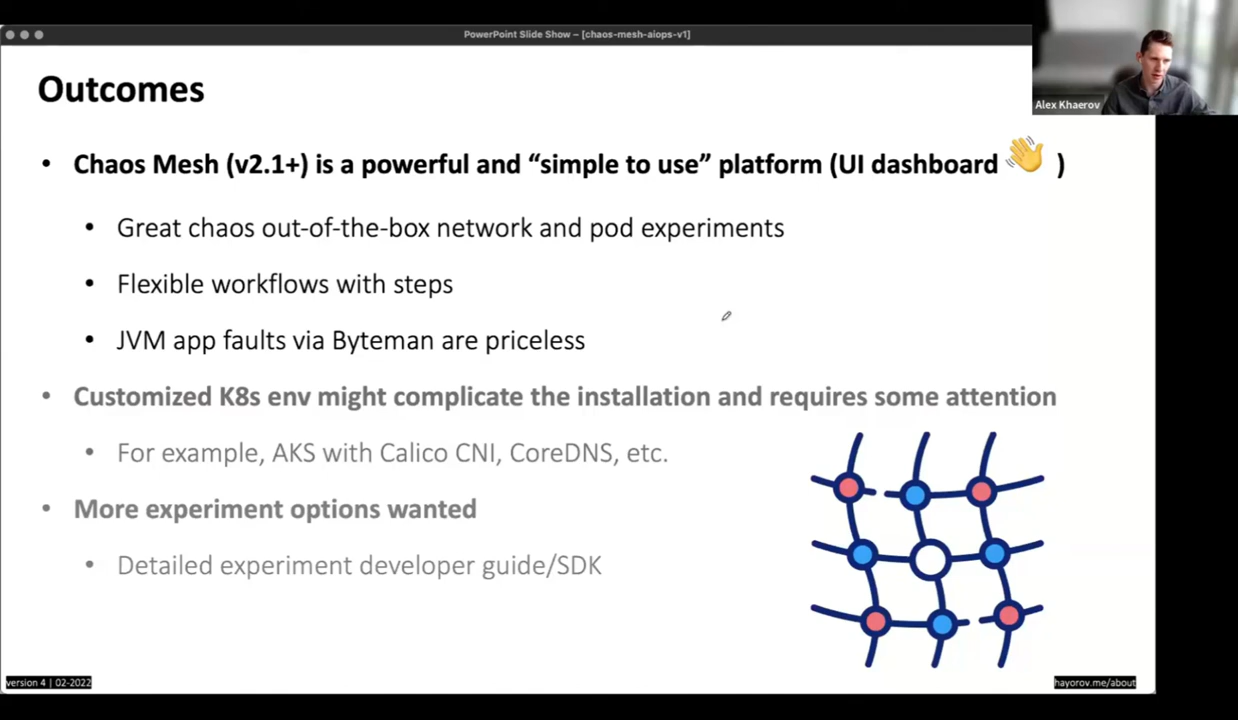 PowerPoint Slide Show – [chaos-mesh-aiops-v1]
Alex Khaerov
Outcomes
• Chaos Mesh (v2.1+) is a powerful and “simple to use” platform (UI dashboard 👋 )
• Great chaos out-of-the-box network and pod experiments
• Flexible workflows with steps
• JVM app faults via Byteman are priceless
• Customized K8s env might complicate the installation and requires some attention
• For example, AKS with Calico CNI, CoreDNS, etc.
• More experiment options wanted
• Detailed experiment developer guide/SDK
version 4 | 02-2022
hayorov.me/about